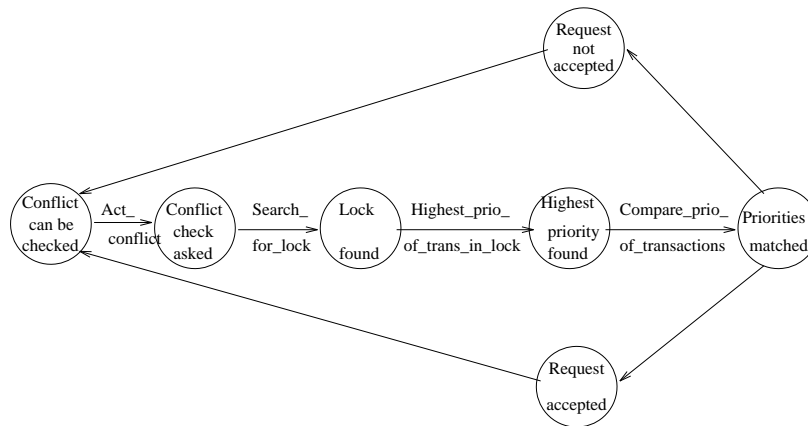 Request
not
accepted
Conflict
can be
checked
Act_
conflict
Conflict
check
asked
Search_
for_lock
Lock
found
Highest_prio_
of_trans_in_lock
Highest
priority
found
Compare_prio_
of_transactions
Priorities
matched
Request
accepted